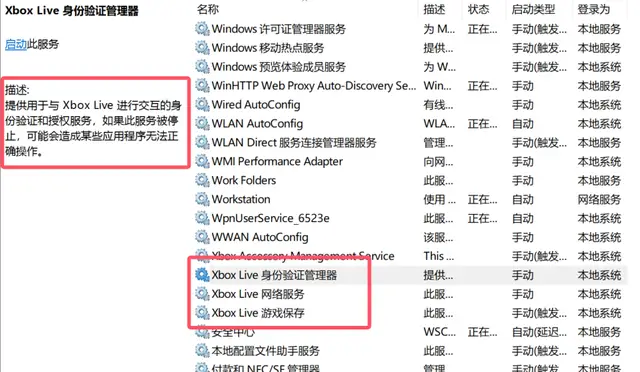 Xbox Live 身份验证管理器
启动此服务
描述:
提供用于与 Xbox Live 进行交互的身
份验证和授权服务，如果此服务被停
止，可能会造成某些应用程序无法正
确操作。
名称 描述 状态 启动类型 登录为
Windows 许可证管理器服务 为 M... 正在... 手动(触发... 本地服务
Windows 移动热点服务 提供... 手动(触发... 本地服务
Windows 预览体验成员服务 为 W... 手动(触发... 本地系统
WinHTTP Web Proxy Auto-Discovery Se... Win... 正在... 手动 本地服务
Wired AutoConfig 有线... 手动 本地系统
WLAN AutoConfig WLA... 正在... 自动 本地系统
WLAN Direct 服务连接管理器服务 管理... 手动(触发... 本地服务
WMI Performance Adapter 向网... 手动 本地系统
Work Folders 此服... 手动 本地服务
Workstation 使用 ... 正在... 自动 网络服务
WpnUserService_6523e 此服... 正在... 自动 本地系统
WWAN AutoConfig 该服... 手动 本地系统
Xbox Accessory Management Service This ... 手动(触发... 本地系统
Xbox Live 身份验证管理器 提供... 手动 本地系统
Xbox Live 网络服务 此服... 手动 本地系统
Xbox Live 游戏保存 此服... 手动(触发... 本地系统
安全中心 WSC... 正在... 自动(延迟... 本地服务
本地配置文件助手服务 此服... 手动(触发... 本地系统
付款和 NFC/SE 管理器 管理... 手动(触发... 本地服务